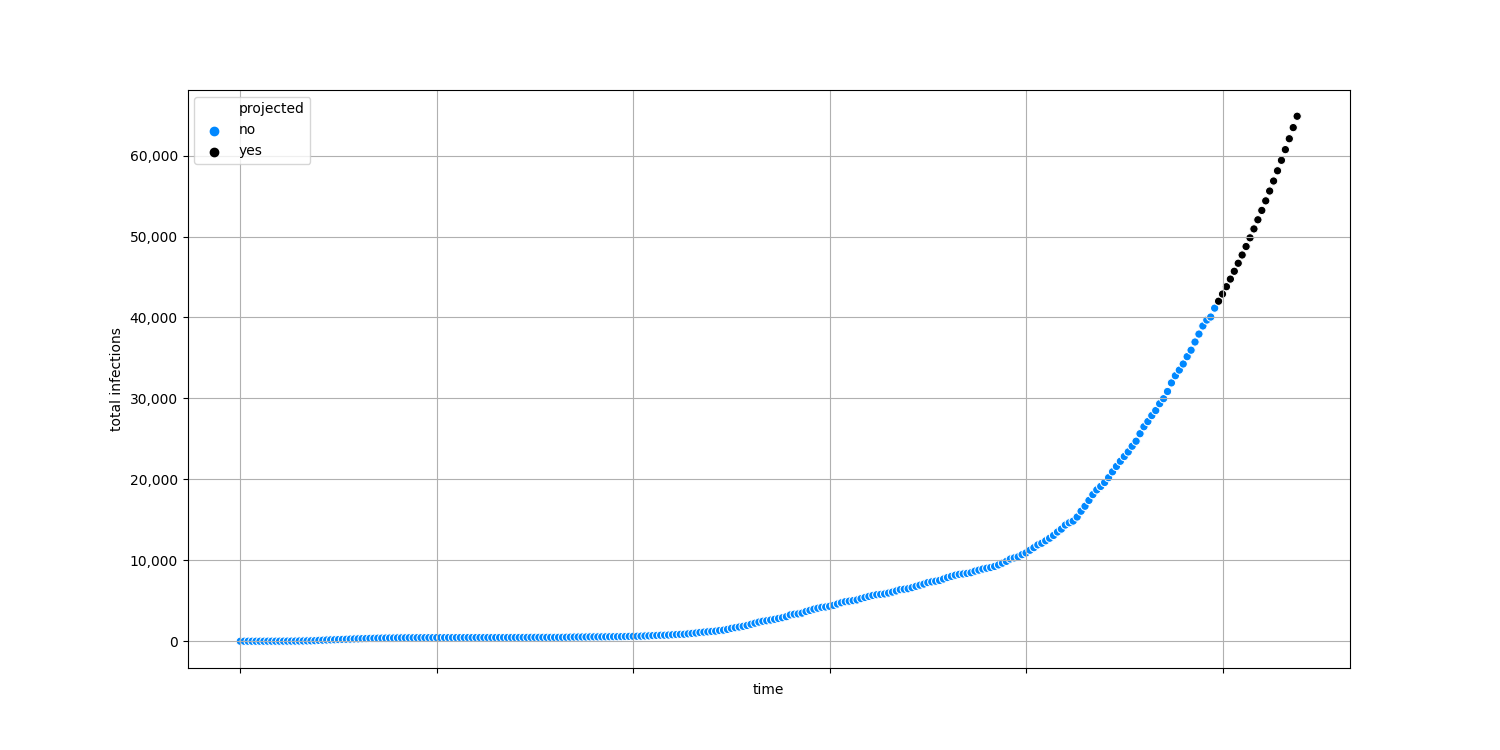 projected
no
yes
60,000
50,000
40,000
30,000
20,000
10,000
0
total infections
time